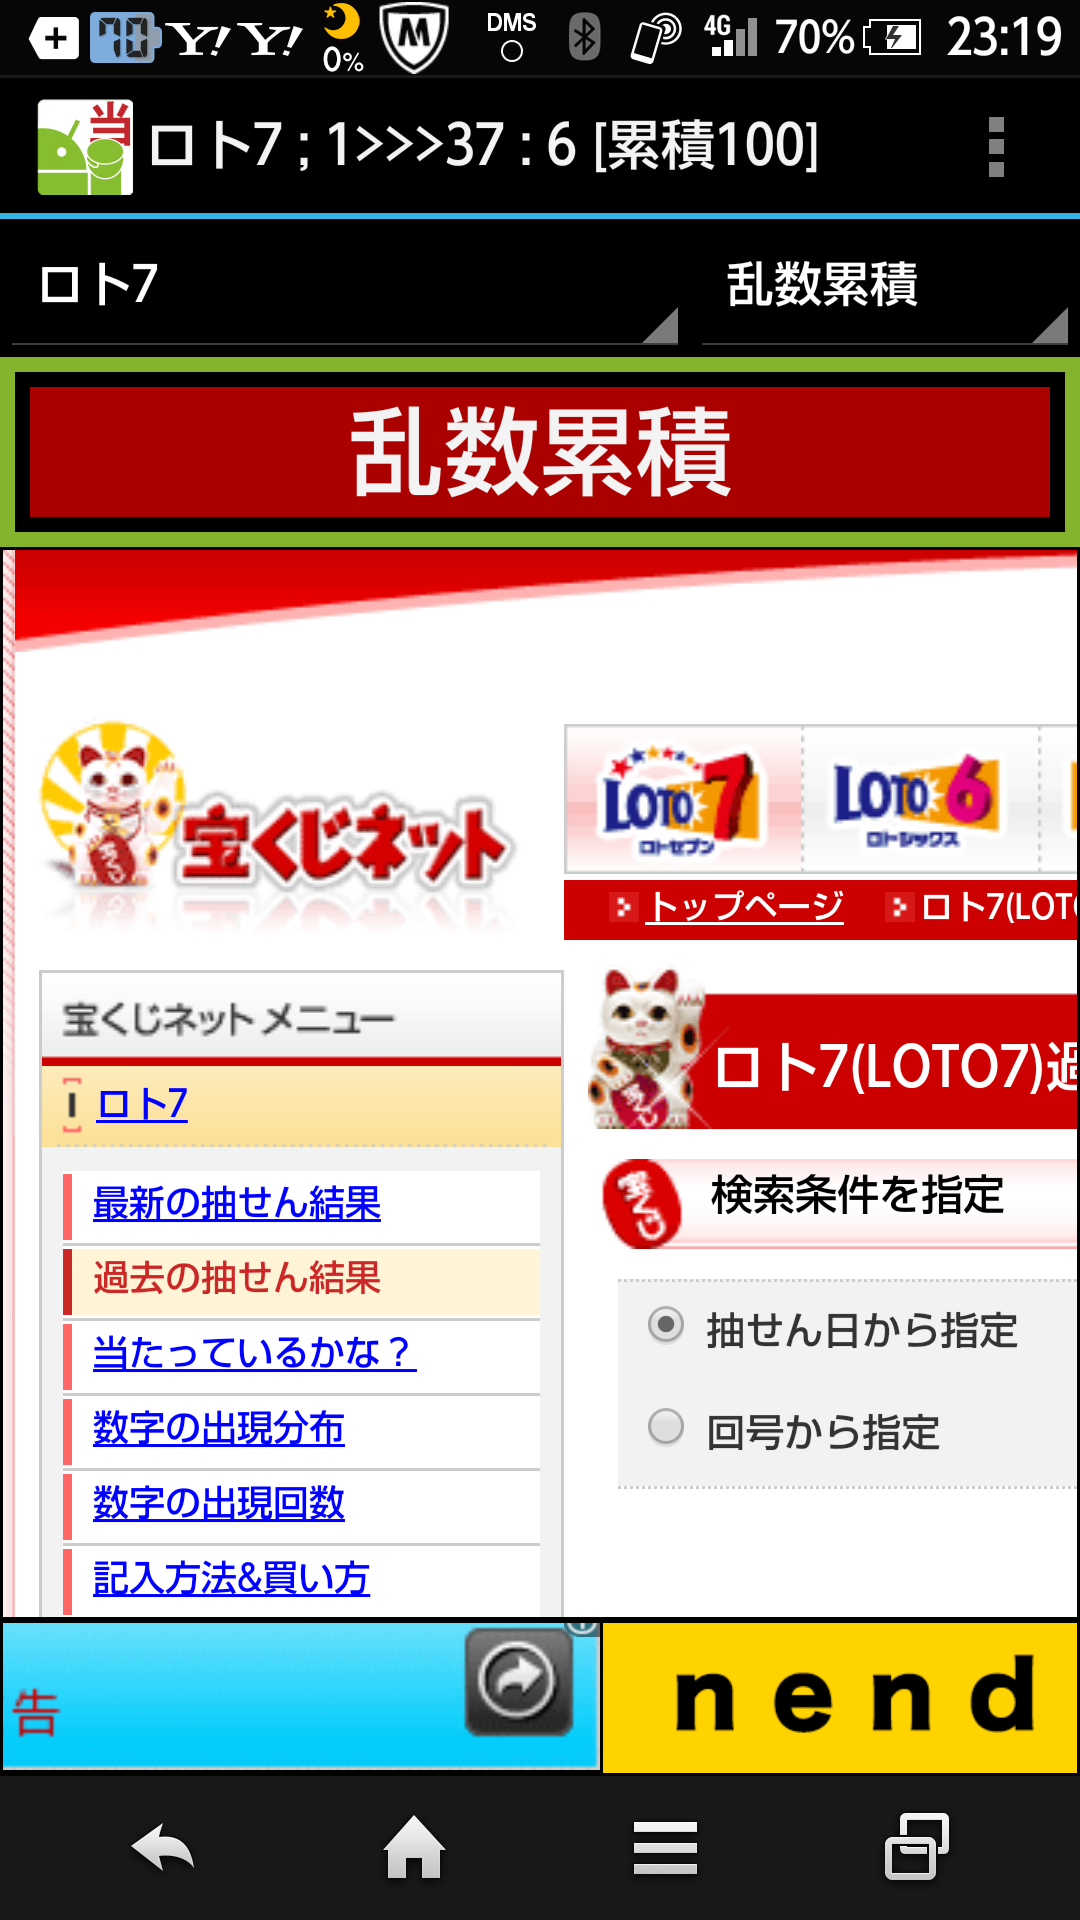 70 Y! Y! 0% M DMS 4G 70% 23:19
当
ロト7 ; 1>>>37 : 6 [累積100]
ロト7 乱数累積
乱数累積
宝くじネット
LOTO 7 ロトセブン
LOTO 6 ロトシックス
トップページ ロト7(LOTO
宝くじネット メニュー
ロト7(LOTO7)過
ロト7
検索条件を指定
宝くじ
最新の抽せん結果
過去の抽せん結果
抽せん日から指定
当たっているかな？
数字の出現分布
回号から指定
数字の出現回数
記入方法&買い方
告
nend